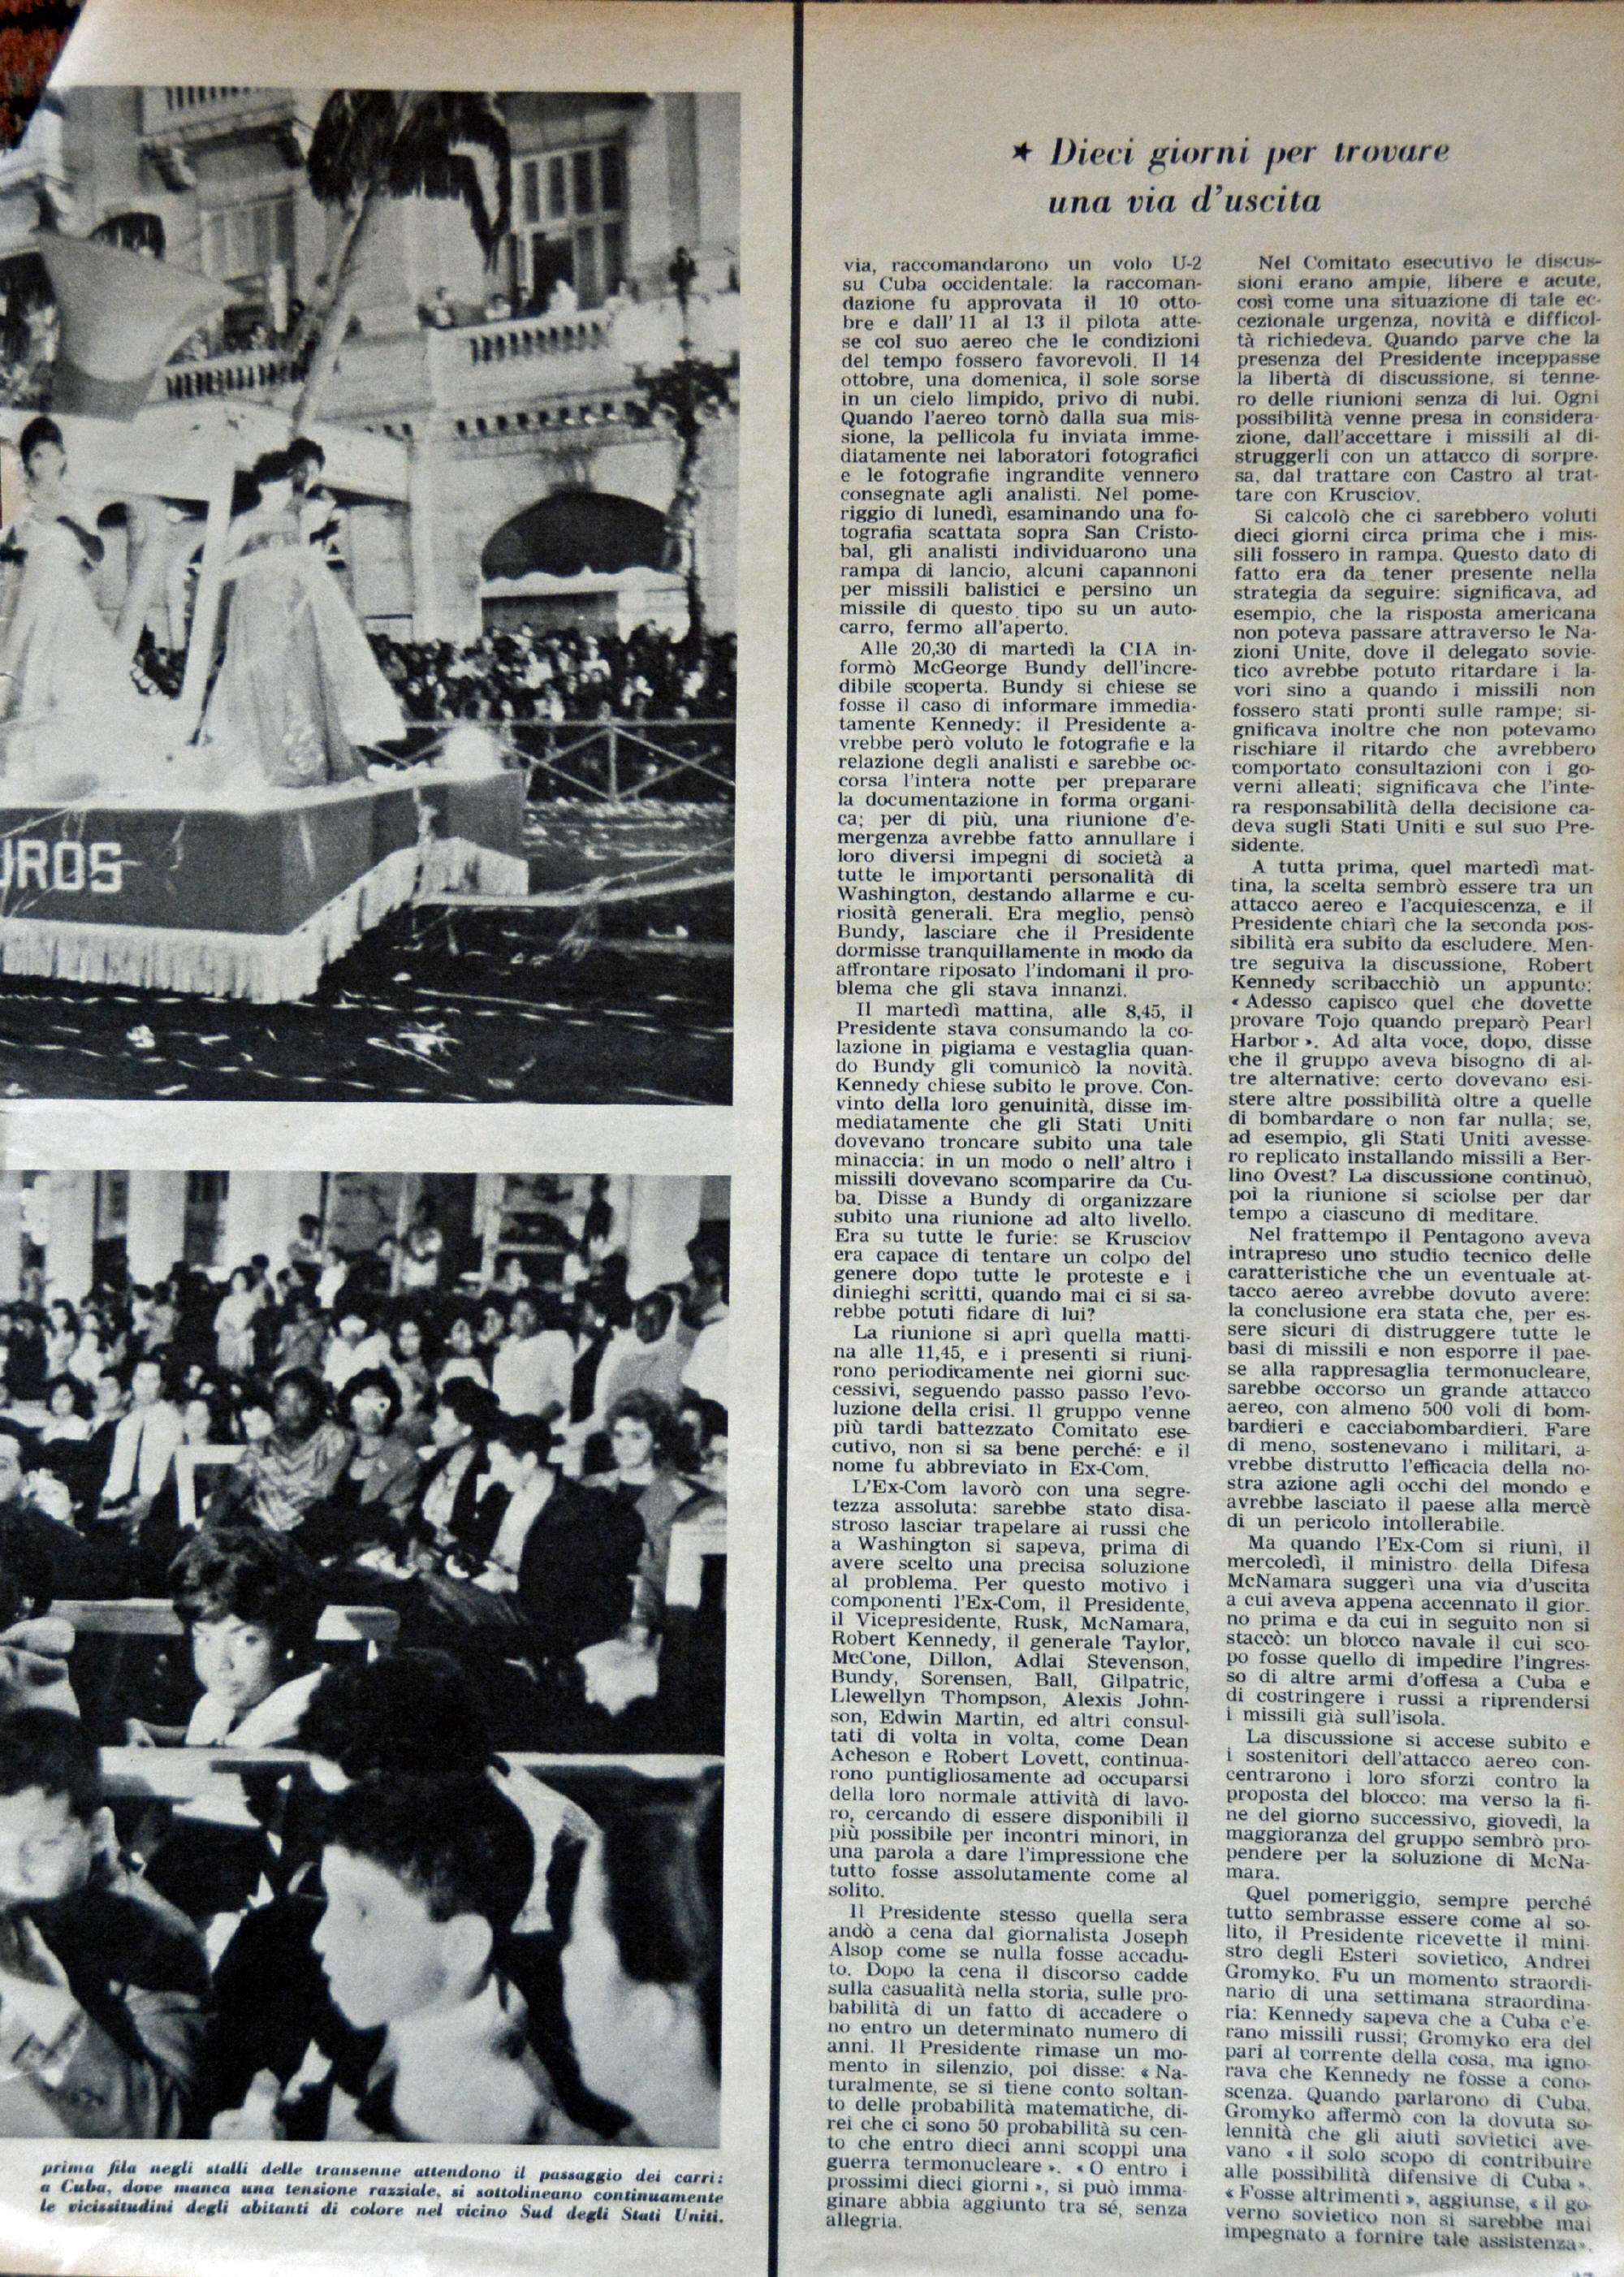 UROS
prima fila negli stalli delle transenne attendono il passaggio dei carri:
a Cuba, dove manca una tensione razziale, si sottolineano continuamente
le vicissitudini degli abitanti di colore nel vicino Sud degli Stati Uniti.
★ Dieci giorni per trovare
una via d'uscita
via, raccomandarono un volo U-2
su Cuba occidentale: la raccoman-
dazione fu approvata il 10 otto-
bre e dall'11 al 13 il pilota atte-
se col suo aereo che le condizioni
del tempo fossero favorevoli. Il 14
ottobre, una domenica, il sole sorse
in un cielo limpido, privo di nubi.
Quando l'aereo tornò dalla sua mis-
sione, la pellicola fu inviata imme-
diatamente nei laboratori fotografici
e le fotografie ingrandite vennero
consegnate agli analisti. Nel pome-
riggio di lunedì, esaminando una fo-
tografia scattata sopra San Cristo-
bal, gli analisti individuarono una
rampa di lancio, alcuni capannoni
per missili balistici e persino un
missile di questo tipo su un auto-
carro, fermo all'aperto.
Alle 20,30 di martedì la CIA in-
formò McGeorge Bundy dell'incre-
dibile scoperta. Bundy si chiese se
fosse il caso di informare immedia-
tamente Kennedy: il Presidente a-
vrebbe però voluto le fotografie e la
relazione degli analisti e sarebbe oc-
corsa l'intera notte per preparare
la documentazione in forma organi-
ca; per di più, una riunione d'e-
mergenza avrebbe fatto annullare i
loro diversi impegni di società a
tutte le importanti personalità di
Washington, destando allarme e cu-
riosità generali. Era meglio, pensò
Bundy, lasciare che il Presidente
dormisse tranquillamente in modo da
affrontare riposato l'indomani il pro-
blema che gli stava innanzi.
Il martedì mattina, alle 8,45, il
Presidente stava consumando la co-
lazione in pigiama e vestaglia quan-
do Bundy gli comunicò la novità.
Kennedy chiese subito le prove. Con-
vinto della loro genuinità, disse im-
mediatamente che gli Stati Uniti
dovevano troncare subito una tale
minaccia: in un modo o nell'altro i
missili dovevano scomparire da Cu-
ba. Disse a Bundy di organizzare
subito una riunione ad alto livello.
Era su tutte le furie: se Krusciov
era capace di tentare un colpo del
genere dopo tutte le proteste e i
dinieghi scritti, quando mai ci si sa-
rebbe potuti fidare di lui?
La riunione si aprì quella matti-
na alle 11,45, e i presenti si riuni-
rono periodicamente nei giorni suc-
cessivi, seguendo passo passo l'evo-
luzione della crisi. Il gruppo venne
più tardi battezzato Comitato ese-
cutivo, non si sa bene perché: e il
nome fu abbreviato in Ex-Com.
L'Ex-Com lavorò con una segre-
tezza assoluta: sarebbe stato disa-
stroso lasciar trapelare ai russi che
a Washington si sapeva, prima di
avere scelto una precisa soluzione
al problema. Per questo motivo i
componenti l'Ex-Com, il Presidente,
il Vicepresidente, Rusk, McNamara,
Robert Kennedy, il generale Taylor,
McCone, Dillon, Adlai Stevenson,
Bundy, Sorensen, Ball, Gilpatric,
Llewellyn Thompson, Alexis John-
son, Edwin Martin, ed altri consul-
tati di volta in volta, come Dean
Acheson e Robert Lovett, continua-
rono puntigliosamente ad occuparsi
della loro normale attività di lavo-
ro, cercando di essere disponibili il
più possibile per incontri minori, in
una parola a dare l'impressione che
tutto fosse assolutamente come al
solito.
Il Presidente stesso quella sera
andò a cena dal giornalista Joseph
Alsop come se nulla fosse accadu-
to. Dopo la cena il discorso cadde
sulla casualità nella storia, sulle pro-
babilità di un fatto di accadere o
no entro un determinato numero di
anni. Il Presidente rimase un mo-
mento in silenzio, poi disse: « Na-
turalmente, se si tiene conto soltan-
to delle probabilità matematiche, di-
rei che ci sono 50 probabilità su cen-
to che entro dieci anni scoppi una
guerra termonucleare ». « O entro i
prossimi dieci giorni », si può imma-
ginare abbia aggiunto tra sé, senza
allegria.
Nel Comitato esecutivo le discus-
sioni erano ampie, libere e acute,
così come una situazione di tale ec-
cezionale urgenza, novità e difficol-
tà richiedeva. Quando parve che la
presenza del Presidente inceppasse
la libertà di discussione, si tenne-
ro delle riunioni senza di lui. Ogni
possibilità venne presa in considera-
zione, dall'accettare i missili al di-
struggerli con un attacco di sorpre-
sa, dal trattare con Castro al trat-
tare con Krusciov.
Si calcolò che ci sarebbero voluti
dieci giorni circa prima che i mis-
sili fossero in rampa. Questo dato di
fatto era da tener presente nella
strategia da seguire: significava, ad
esempio, che la risposta americana
non poteva passare attraverso le Na-
zioni Unite, dove il delegato sovie-
tico avrebbe potuto ritardare i la-
vori sino a quando i missili non
fossero stati pronti sulle rampe; si-
gnificava inoltre che non potevamo
rischiare il ritardo che avrebbero
comportato consultazioni con i go-
verni alleati; significava che l'inte-
ra responsabilità della decisione ca-
deva sugli Stati Uniti e sul suo Pre-
sidente.
A tutta prima, quel martedì mat-
tina, la scelta sembrò essere tra un
attacco aereo e l'acquiescenza, e il
Presidente chiarì che la seconda pos-
sibilità era subito da escludere. Men-
tre seguiva la discussione, Robert
Kennedy scribacchiò un appunto:
« Adesso capisco quel che dovette
provare Tojo quando preparò Pearl
Harbor ». Ad alta voce, dopo, disse
che il gruppo aveva bisogno di al-
tre alternative: certo dovevano esi-
stere altre possibilità oltre a quelle
di bombardare o non far nulla; se,
ad esempio, gli Stati Uniti avesse-
ro replicato installando missili a Ber-
lino Ovest? La discussione continuò,
poi la riunione si sciolse per dar
tempo a ciascuno di meditare.
Nel frattempo il Pentagono aveva
intrapreso uno studio tecnico delle
caratteristiche che un eventuale at-
tacco aereo avrebbe dovuto avere:
la conclusione era stata che, per es-
sere sicuri di distruggere tutte le
basi di missili e non esporre il pae-
se alla rappresaglia termonucleare,
sarebbe occorso un grande attacco
aereo, con almeno 500 voli di bom-
bardieri e cacciabombardieri. Fare
di meno, sostenevano i militari, a-
vrebbe distrutto l'efficacia della no-
stra azione agli occhi del mondo e
avrebbe lasciato il paese alla mercè
di un pericolo intollerabile.
Ma quando l'Ex-Com si riunì, il
mercoledì, il ministro della Difesa
McNamara suggerì una via d'uscita
a cui aveva appena accennato il gior-
no prima e da cui in seguito non si
staccò: un blocco navale il cui sco-
po fosse quello di impedire l'ingres-
so di altre armi d'offesa a Cuba e
di costringere i russi a riprendersi
i missili già sull'isola.
La discussione si accese subito e
i sostenitori dell'attacco aereo con-
centrarono i loro sforzi contro la
proposta del blocco: ma verso la fi-
ne del giorno successivo, giovedì, la
maggioranza del gruppo sembrò pro-
pendere per la soluzione di McNa-
mara.
Quel pomeriggio, sempre perché
tutto sembrasse essere come al so-
lito, il Presidente ricevette il mini-
stro degli Esteri sovietico, Andrei
Gromyko. Fu un momento straordi-
nario di una settimana straordina-
ria: Kennedy sapeva che a Cuba c'e-
rano missili russi; Gromyko era del
pari al corrente della cosa, ma igno-
rava che Kennedy ne fosse a cono-
scenza. Quando parlarono di Cuba,
Gromyko affermò con la dovuta so-
lennità che gli aiuti sovietici ave-
vano « il solo scopo di contribuire
alle possibilità difensive di Cuba ».
« Fosse altrimenti », aggiunse, « il go-
verno sovietico non si sarebbe mai
impegnato a fornire tale assistenza».